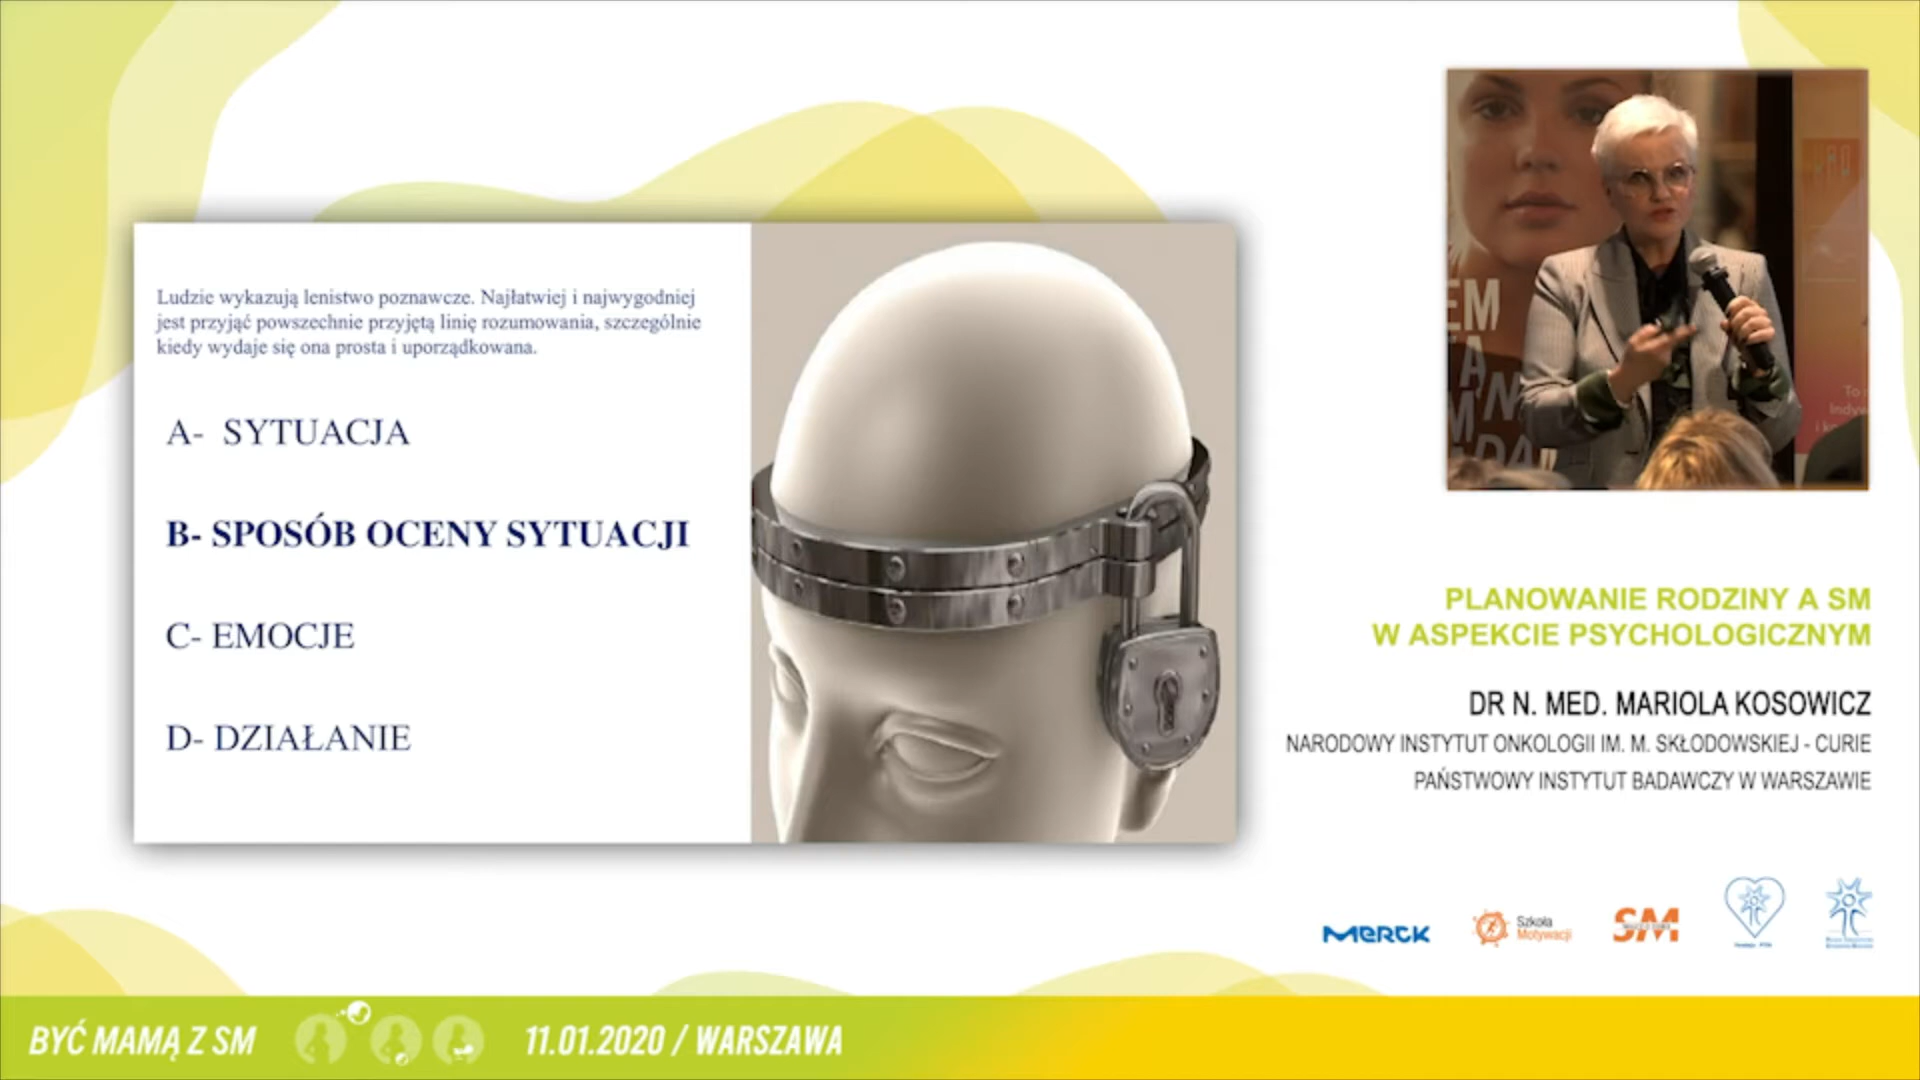 Ludzie wykazują lenistwo poznawcze. Najłatwiej i najwygodniej
jest przyjąć powszechnie przyjętą linię rozumowania, szczególnie
kiedy wydaje się ona prosta i uporządkowana.
A- SYTUACJA
B- SPOSÓB OCENY SYTUACJI
C- EMOCJE
D- DZIAŁANIE
EM
To
PLANOWANIE RODZINY A SM
W ASPEKCIE PSYCHOLOGICZNYM
DR N. MED. MARIOLA KOSOWICZ
NARODOWY INSTYTUT ONKOLOGII IM. M. SKŁODOWSKIEJ - CURIE
PAŃSTWOWY INSTYTUT BADAWCZY W WARSZAWIE
MERCK
Szkoła
Motywacji
SM
BYĆ MAMĄ Z SM
11.01.2020 / WARSZAWA